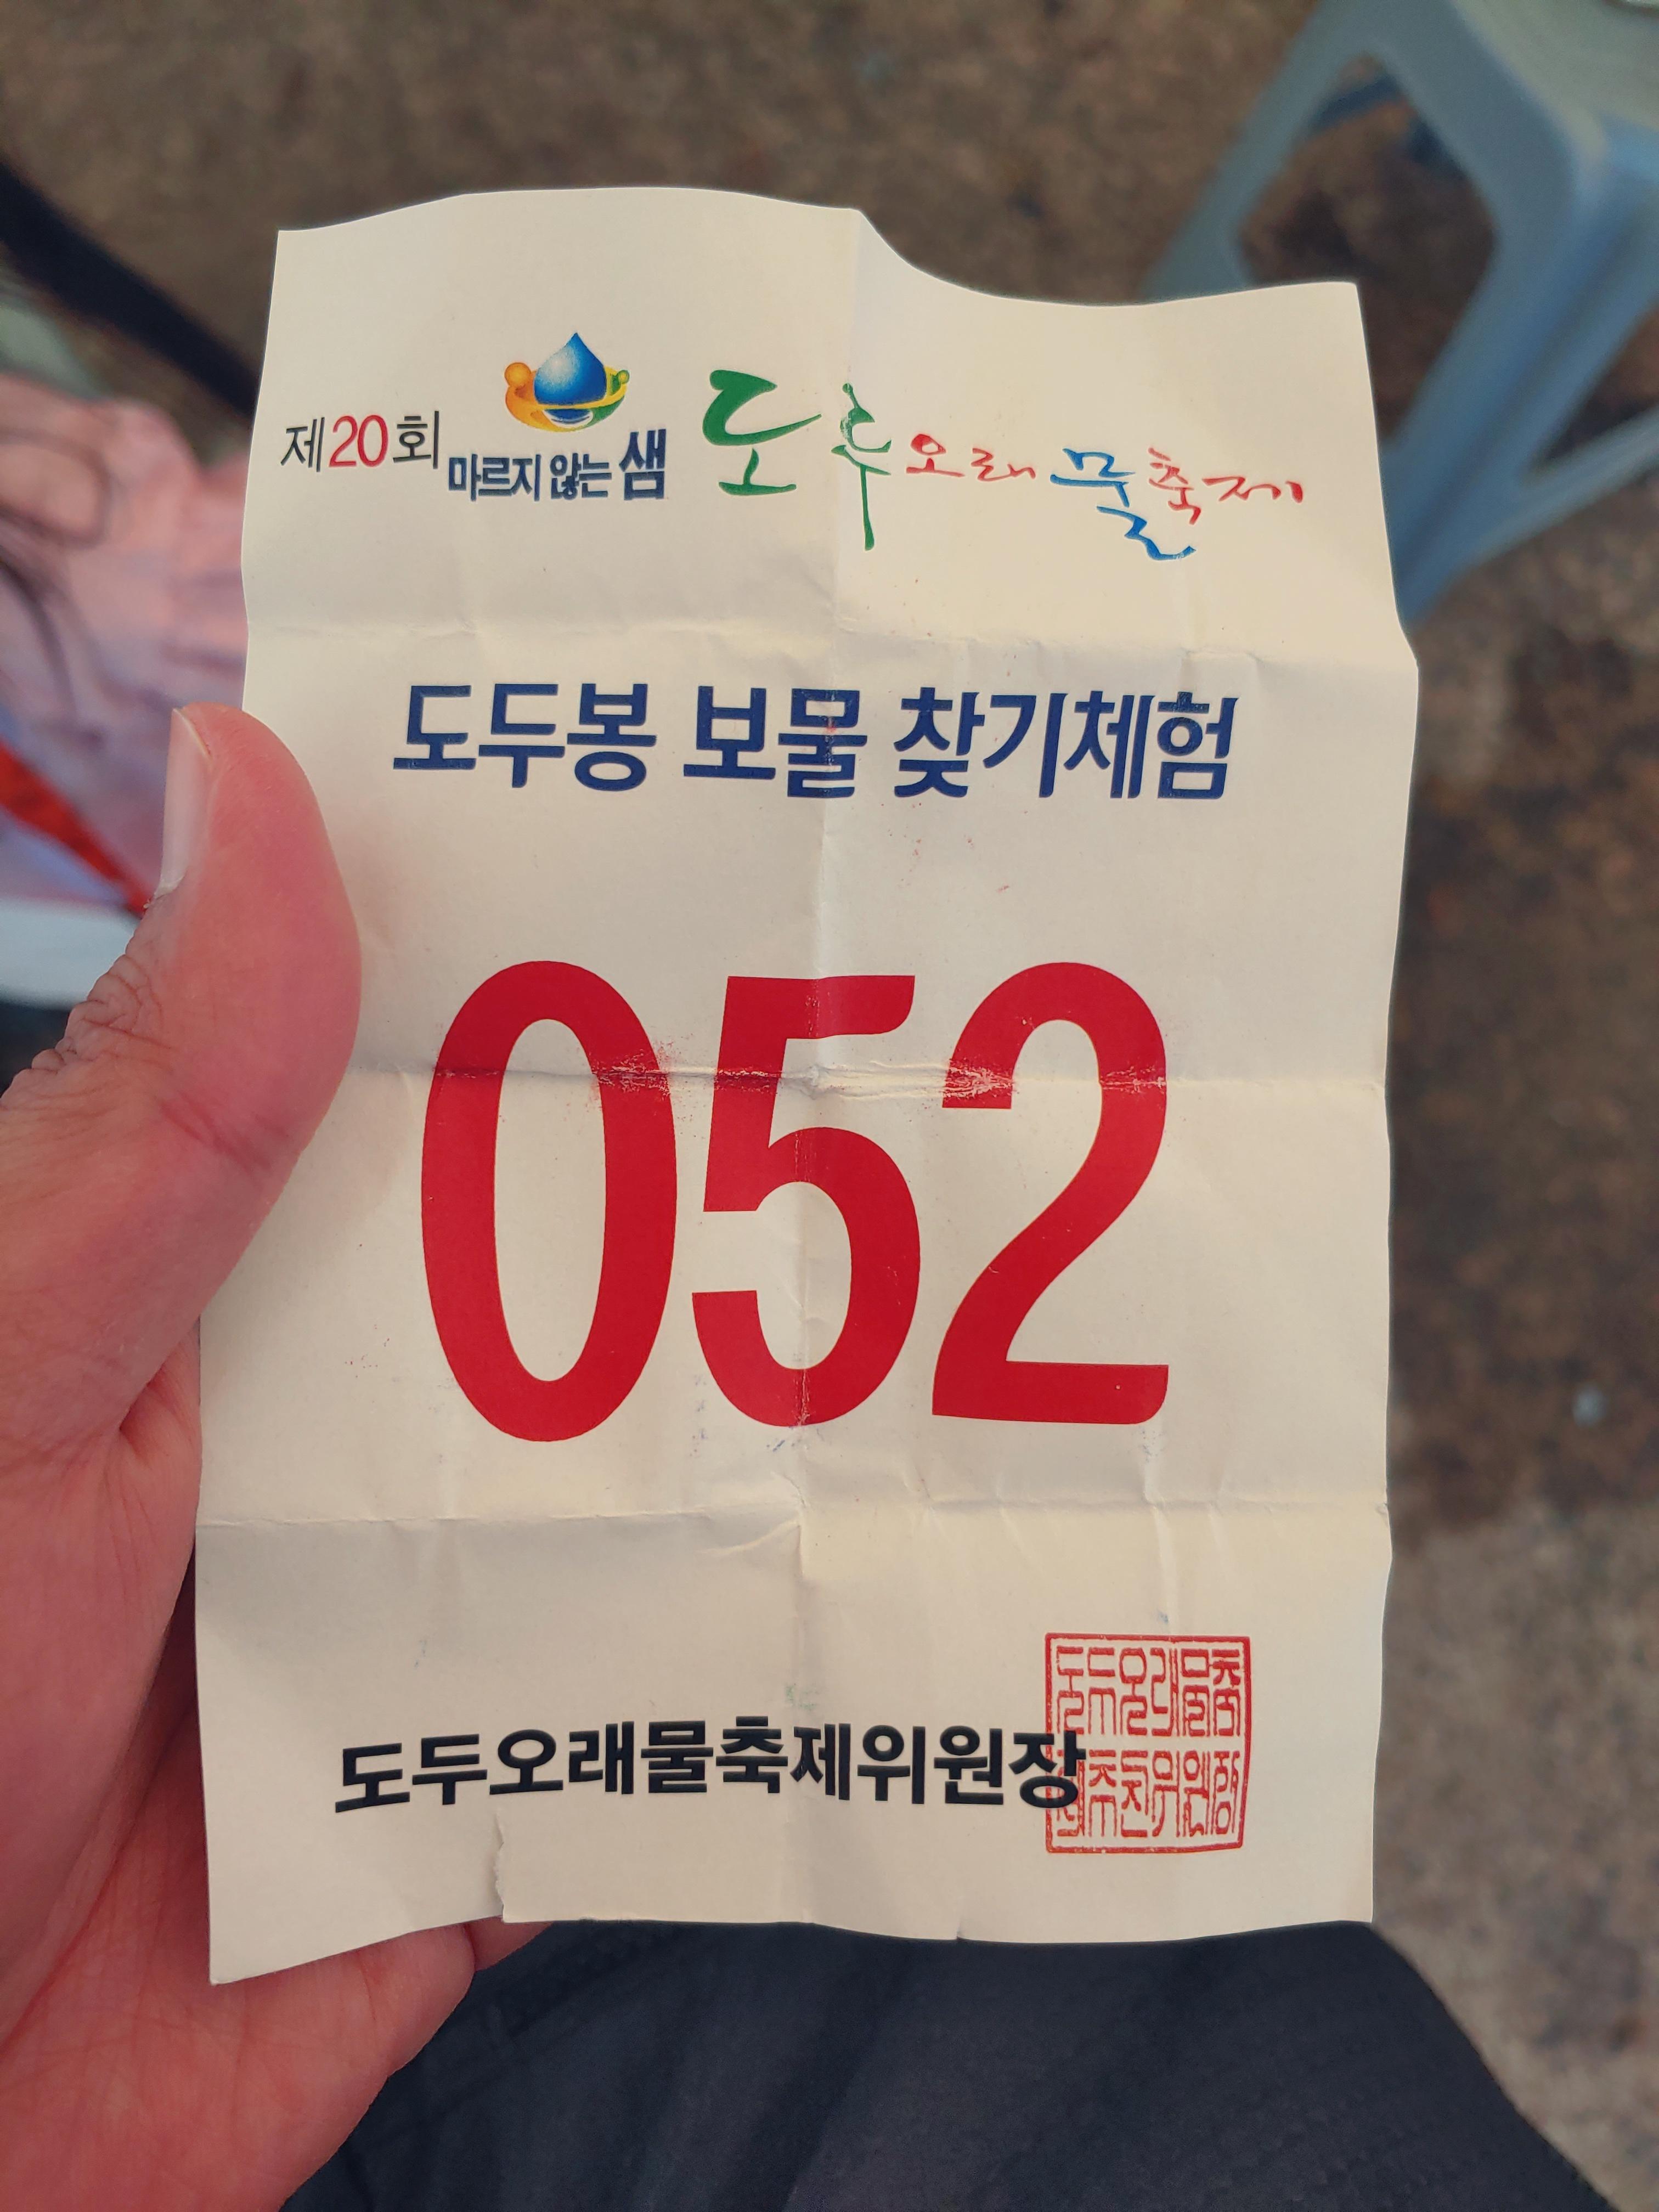 제20회 마르지 않는 샘 도두오래물축제
도두봉 보물 찾기체험
052
도두오래물축제위원장